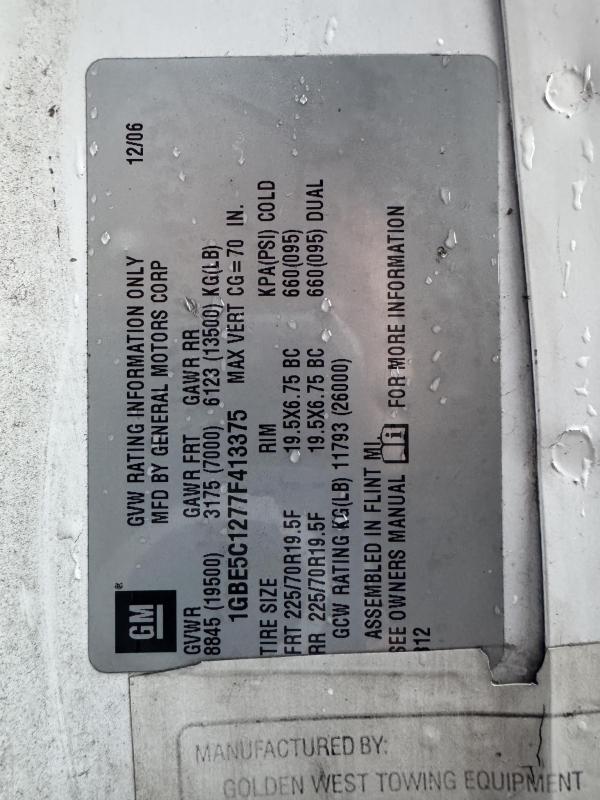 GM
GVW RATING INFORMATION ONLY 12/06
MFD BY GENERAL MOTORS CORP
GVWR GAWR FRT GAWR RR
8845 (19500) 3175 (7000) 6123 (13500) KG(LB)
1GBE5C1277F413375 MAX VERT CG=70 IN.
TIRE SIZE RIM KPA(PSI) COLD
FRT 225/70R19.5F 19.5X6.75 BC 660(095)
RR 225/70R19.5F 19.5X6.75 BC 660(095) DUAL
GCW RATING KG(LB) 11793 (26000)
ASSEMBLED IN FLINT MI.
SEE OWNERS MANUAL i FOR MORE INFORMATION
MANUFACTURED BY:
GOLDEN WEST TOWING EQUIPMENT